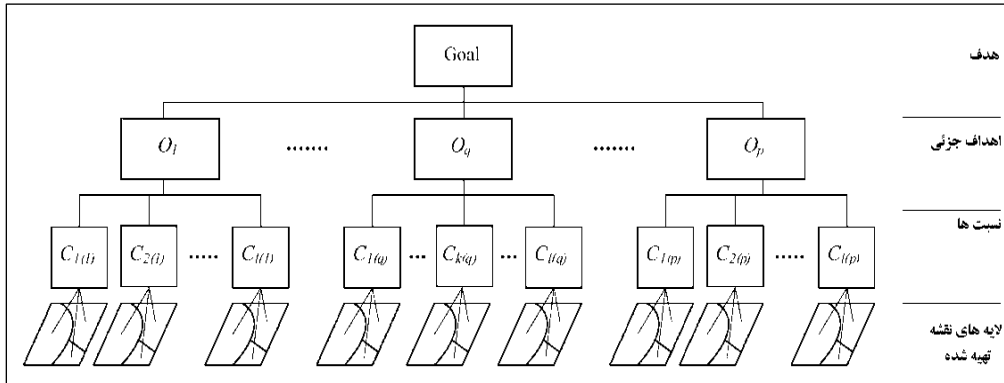 Goal
هدف
O1 ....... Oq ....... Op
اهداف جزئی
C1(1) C2(1) ..... Cl(1) C1(q) ... Ck(q) ... Cl(q) C1(p) C2(p) ..... Cl(p)
نسبت ها
لایه های نقشه
تهیه شده